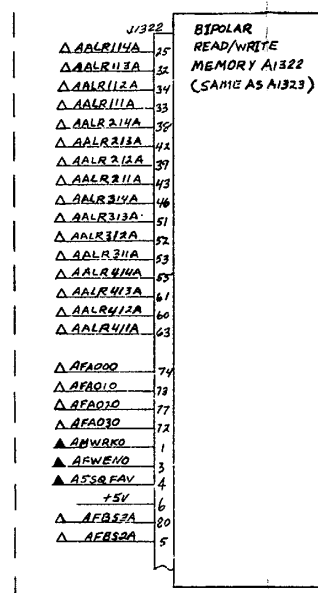 J1322
BIPOLAR
READ/WRITE
MEMORY A1322
(SAME AS A1323)
△ AALR114A 25
△ AALR113A 32
△ AALR112A 34
△ AALR111A 33
△ AALR214A 38
△ AALR213A 42
△ AALR212A 39
△ AALR211A 43
△ AALR314A 46
△ AALR313A 51
△ AALR312A 52
△ AALR311A 53
△ AALR414A 55
△ AALR413A 61
△ AALR412A 60
△ AALR411A 63
△ AFA000 74
△ AFA010 73
△ AFA020 77
△ AFA030 72
▲ AMWRK0 1
▲ AFWEN0 3
▲ ASSQFAV 4
+5V 6
△ AFBS3A 80
△ AFBS2A 5